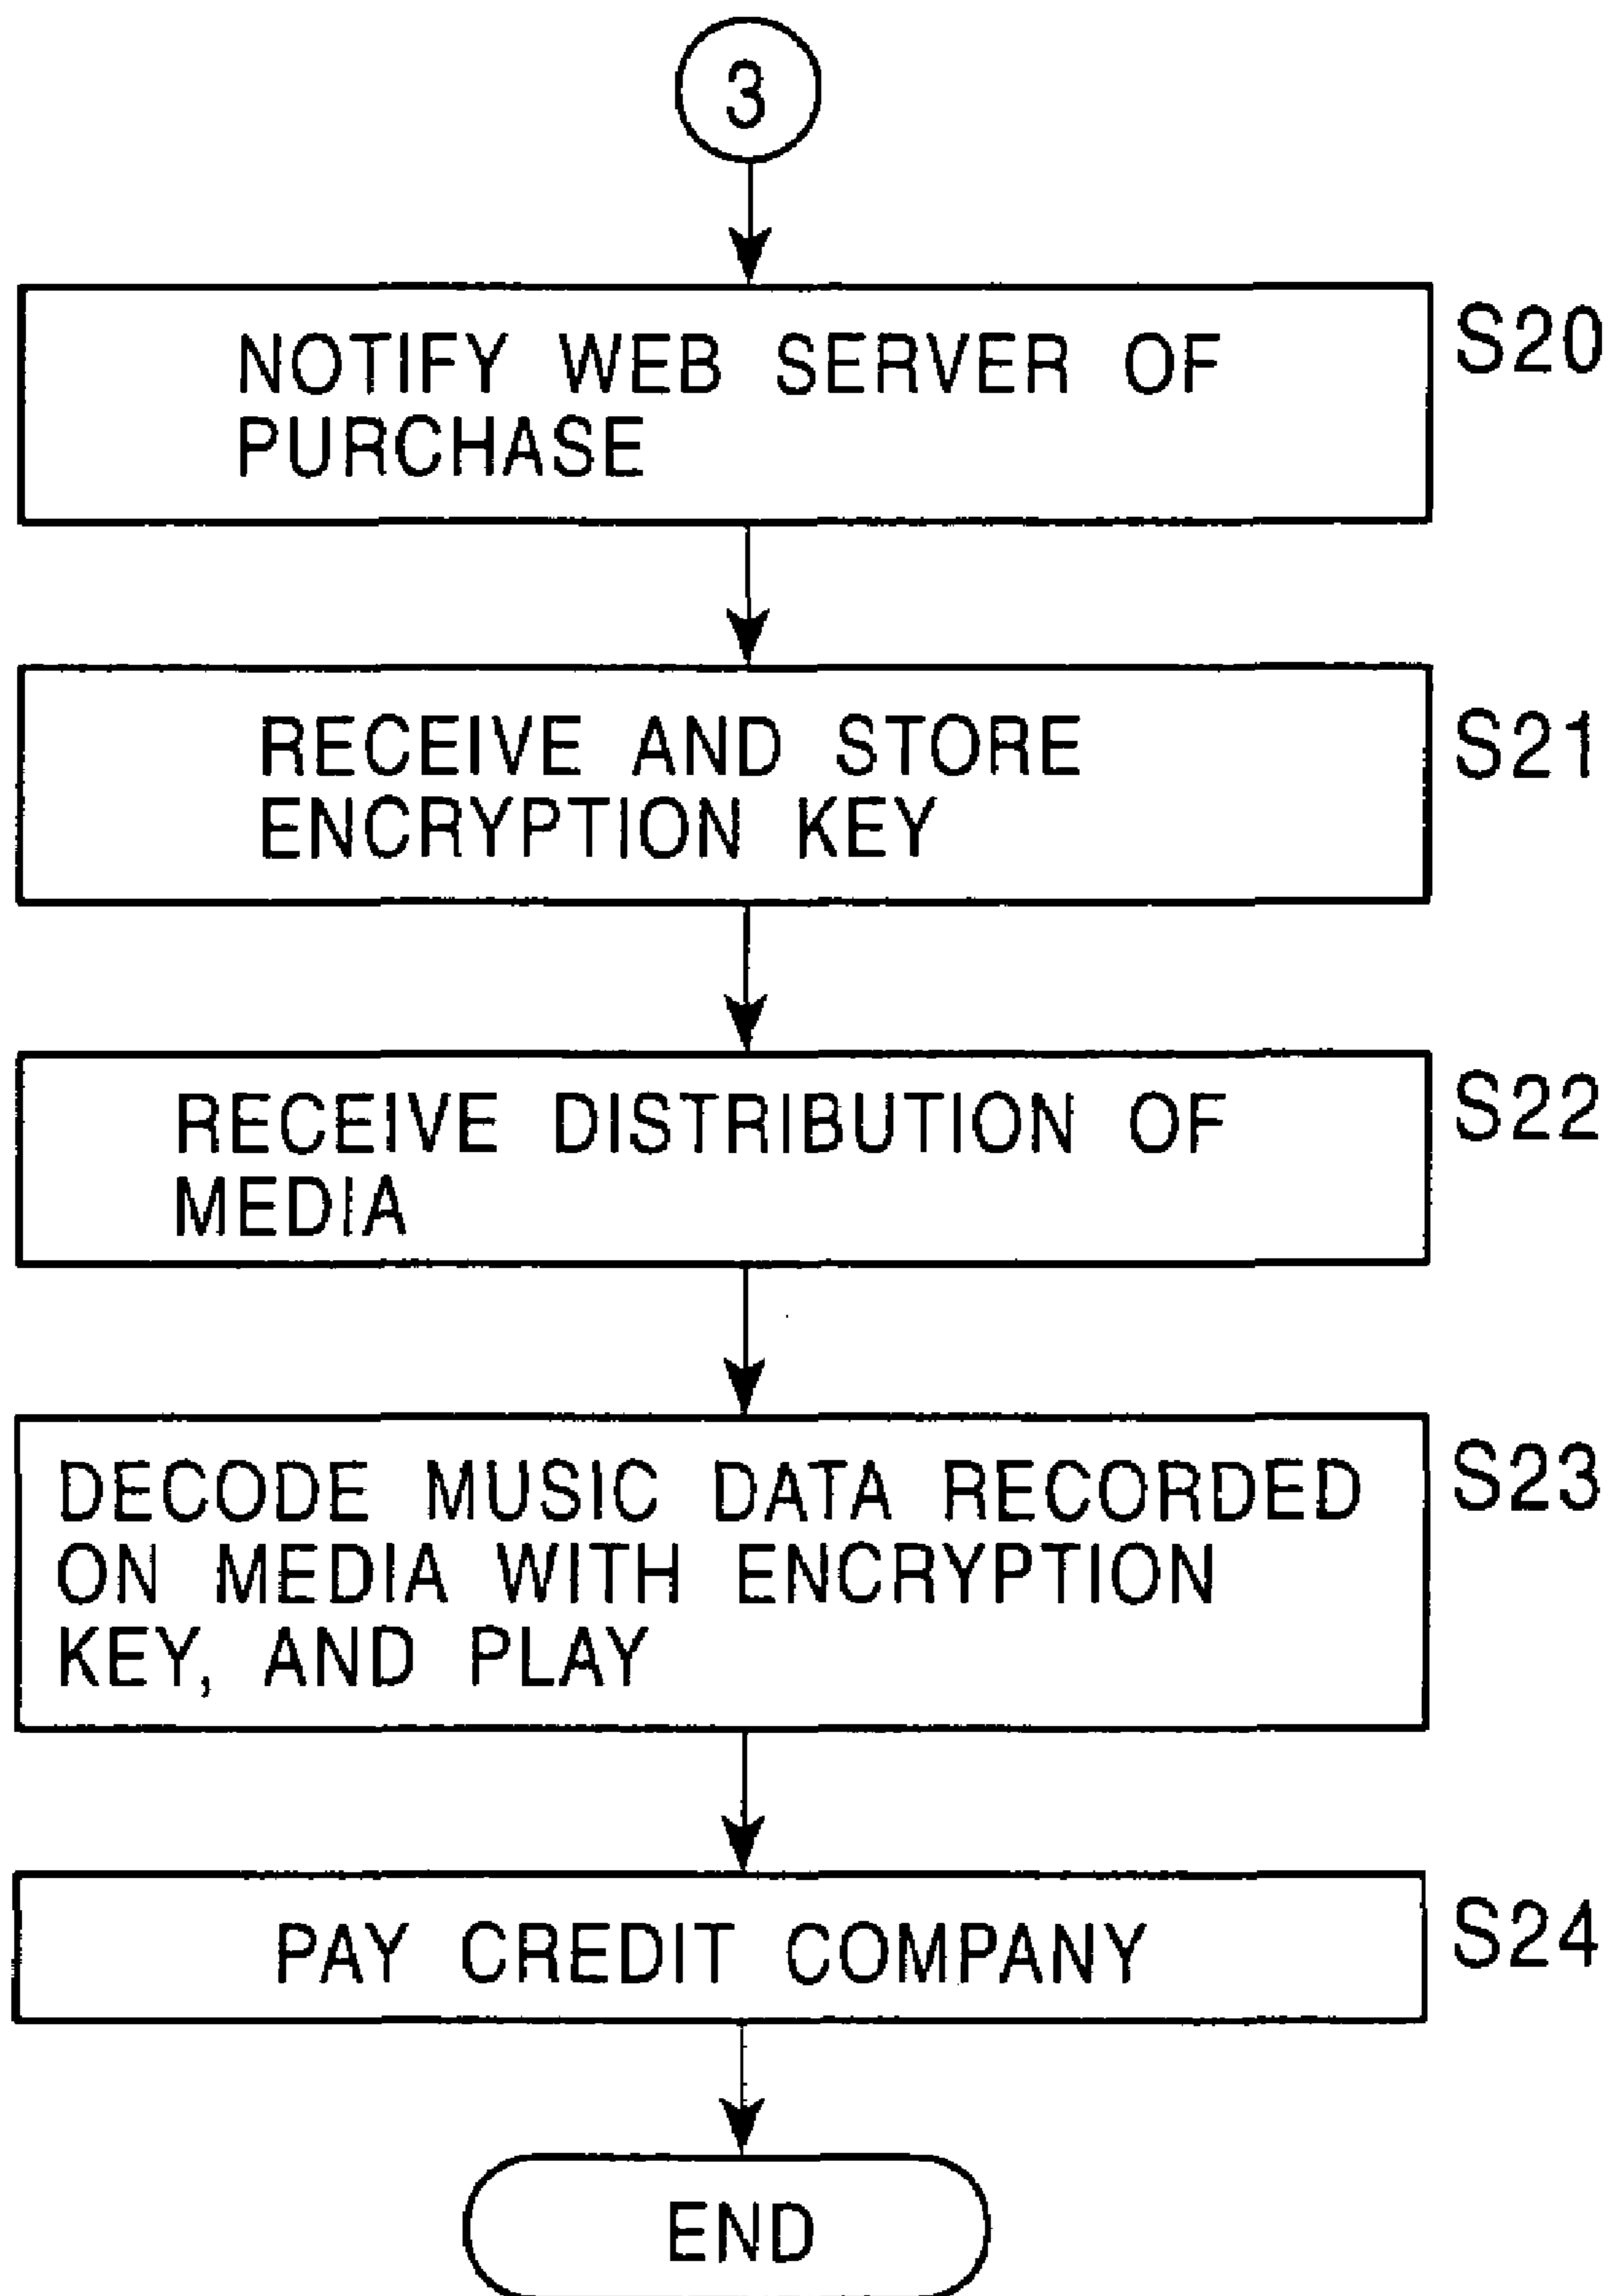 3
NOTIFY WEB SERVER OF
PURCHASE
S20
RECEIVE AND STORE
ENCRYPTION KEY
S21
RECEIVE DISTRIBUTION OF
MEDIA
S22
DECODE MUSIC DATA RECORDED
ON MEDIA WITH ENCRYPTION
KEY, AND PLAY
S23
PAY CREDIT COMPANY
S24
END